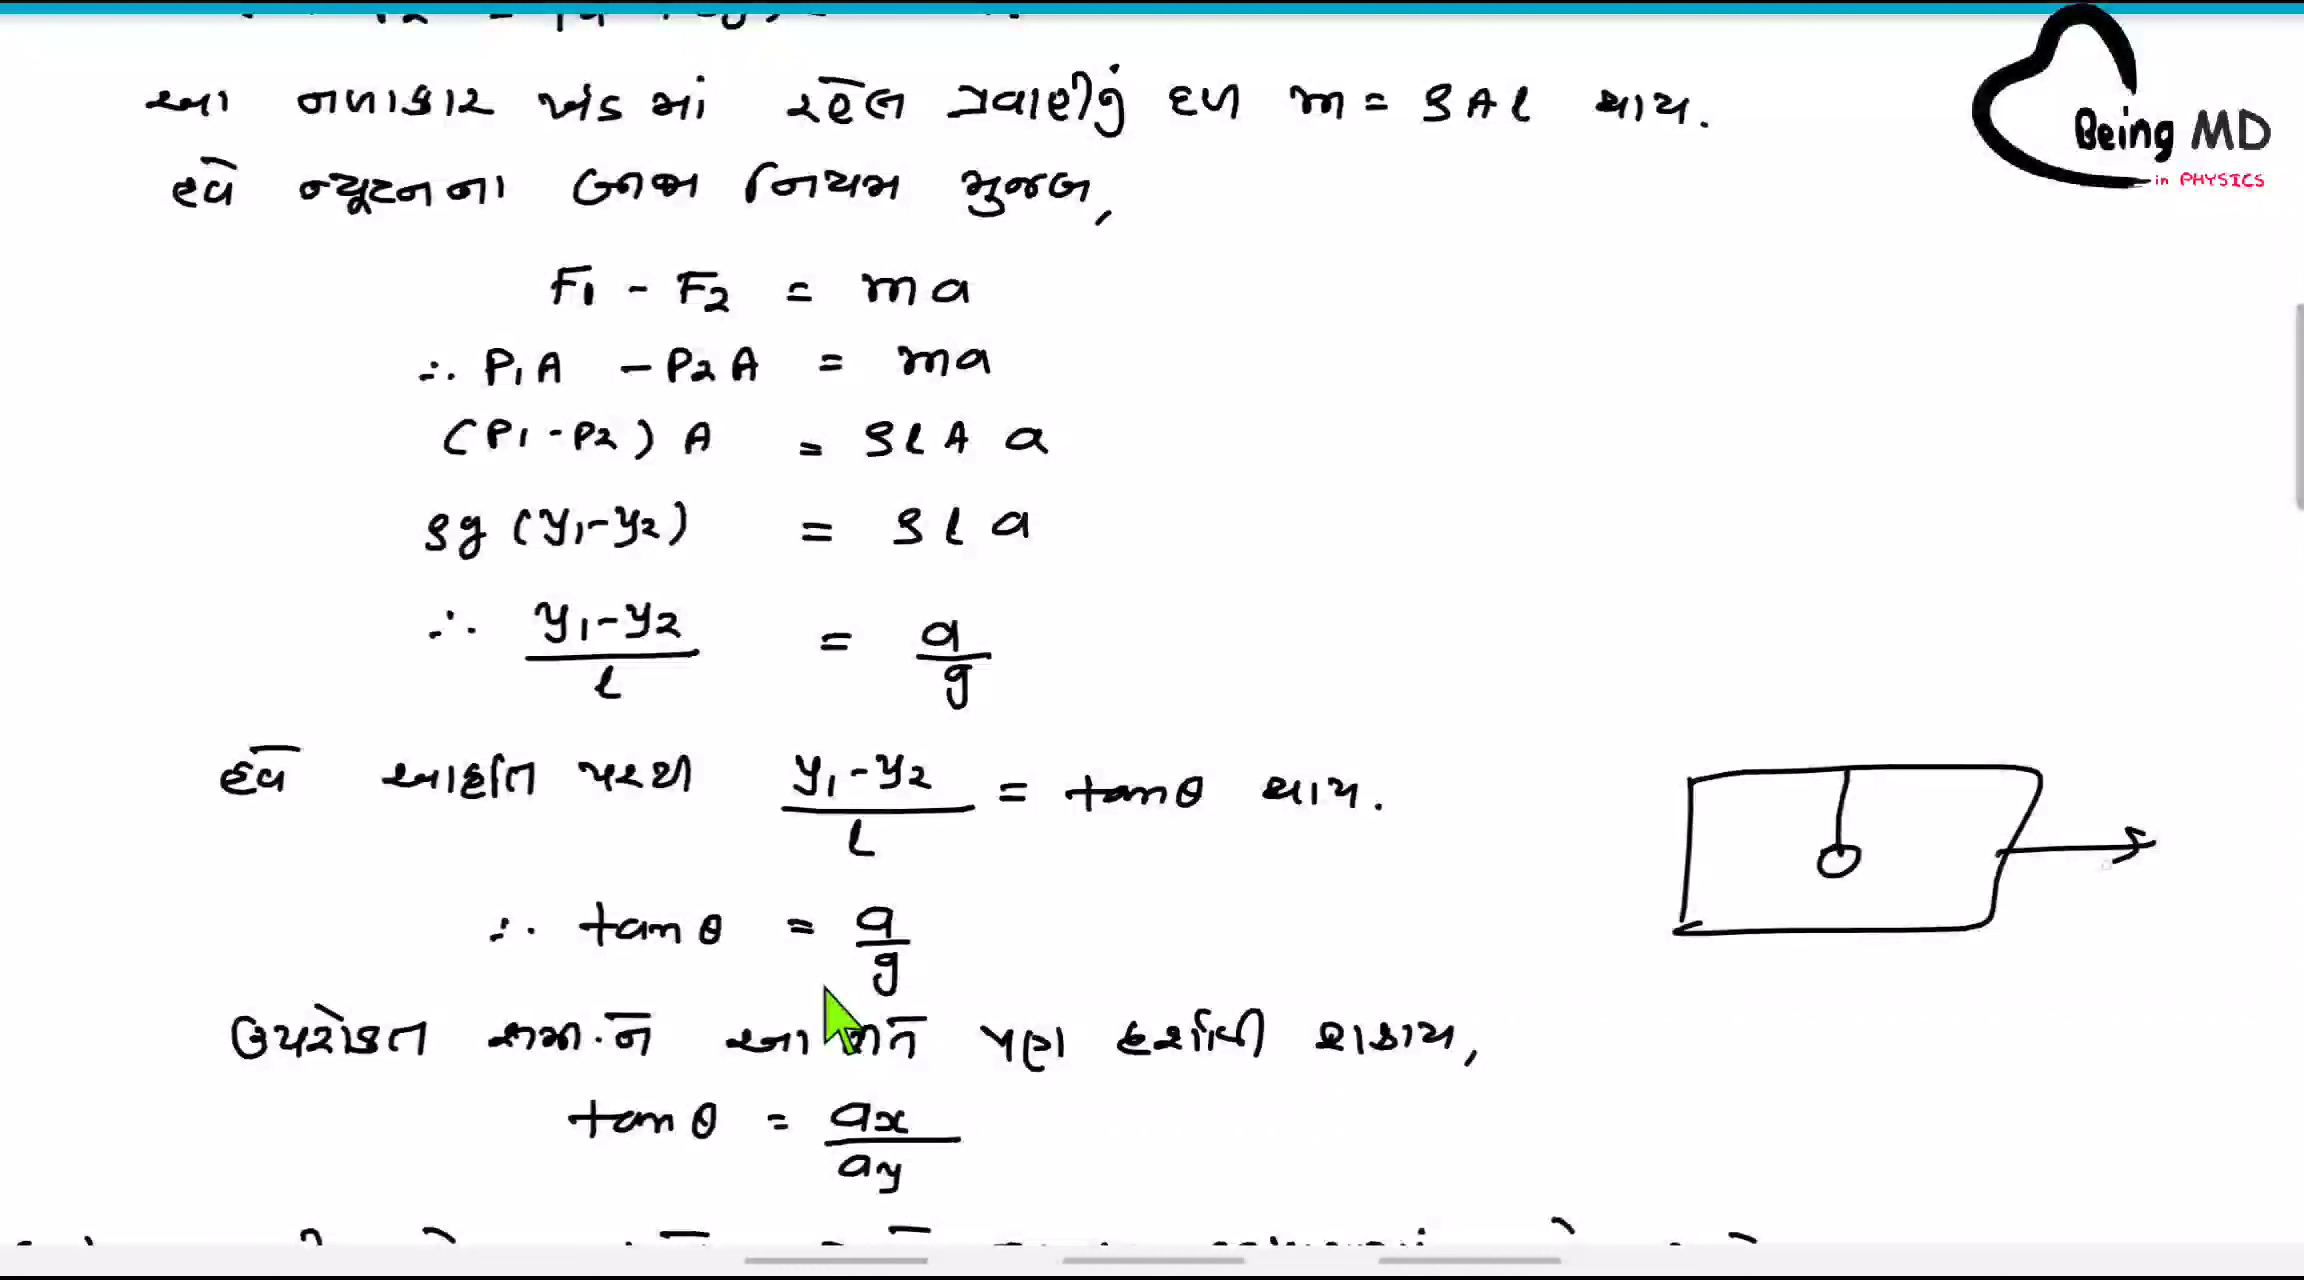 આ નળાકાર ખંડ માં રહેલ પ્રવાહીનું દળ m = ρAl થાય.
હવે ન્યૂટનના બીજા નિયમ મુજબ,
F1 - F2 = ma
∴ P1A - P2A = ma
(P1 - P2) A = ρlA a
ρg (y1-y2) = ρla
∴ y1-y2/l = a/g
હવે આકૃતિ પરથી y1-y2/l = tanθ થાય.
∴ tanθ = a/g
ઉપરોક્ત સમી.ને આ રીતે પણ દર્શાવી શકાય,
tanθ = ax/ay
Being MD
in PHYSICS